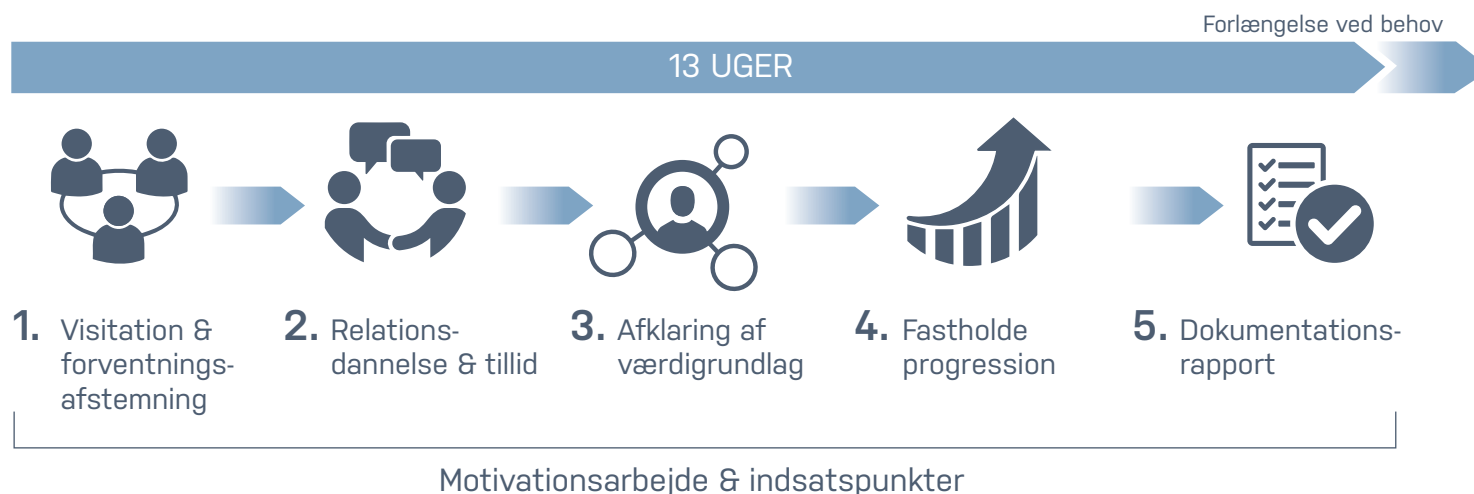 Forlængelse ved behov
13 UGER
1. Visitation &
forventnings-
afstemning
2. Relations-
dannelse & tillid
3. Afklaring af
værdigrundlag
4. Fastholde
progression
5. Dokumentations-
rapport
Motivationsarbejde & indsatspunkter